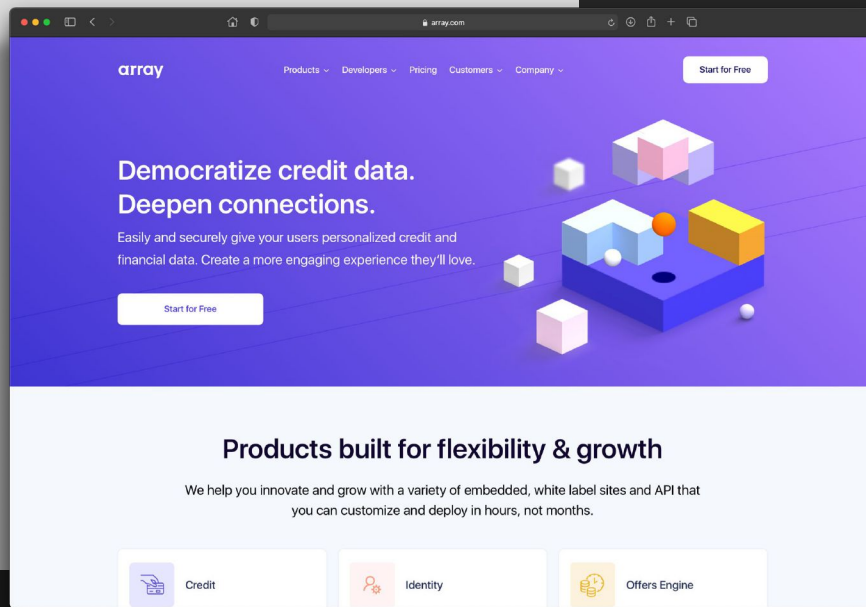 array.com
array
Products
Developers
Pricing
Customers
Company
Start for Free
Democratize credit data.
Deepen connections.
Easily and securely give your users personalized credit and
financial data. Create a more engaging experience they'll love.
Start for Free
Products built for flexibility & growth
We help you innovate and grow with a variety of embedded, white label sites and API that
you can customize and deploy in hours, not months.
Credit
Identity
Offers Engine